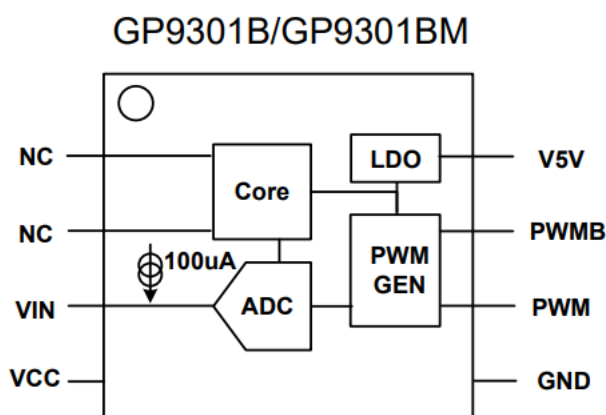 GP9301B/GP9301BM
NC
LDO
V5V
Core
NC
PWMB
100uA
PWM
GEN
VIN
ADC
PWM
VCC
GND